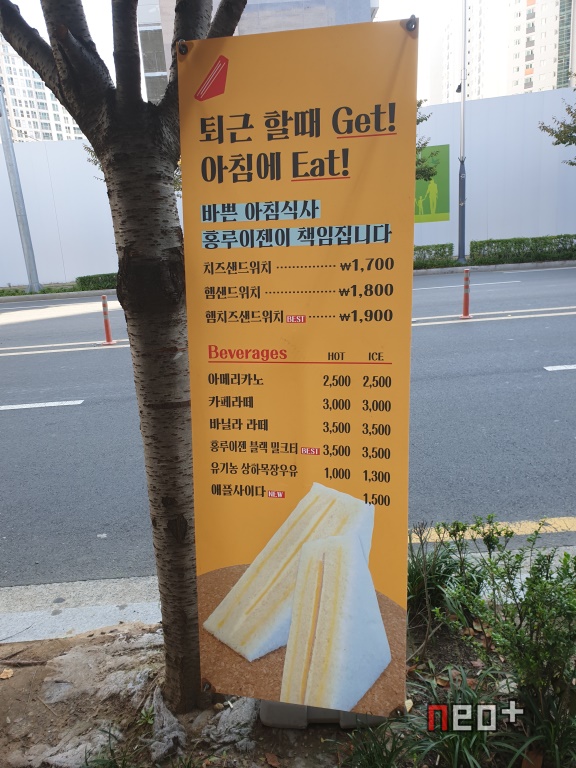 퇴근 할때 Get!
아침에 Eat!
바쁜 아침식사
홍루이젠이 책임집니다
치즈샌드위치 ················ ₩1,700
햄샌드위치 ···················· ₩1,800
햄치즈샌드위치 BEST ········ ₩1,900
Beverages HOT ICE
아메리카노 2,500 2,500
카페라떼 3,000 3,000
바닐라 라떼 3,500 3,500
홍루이젠 블랙 밀크티 BEST 3,500 3,500
유기농 상하목장우유 1,000 1,300
애플사이다 NEW 1,500
neo+